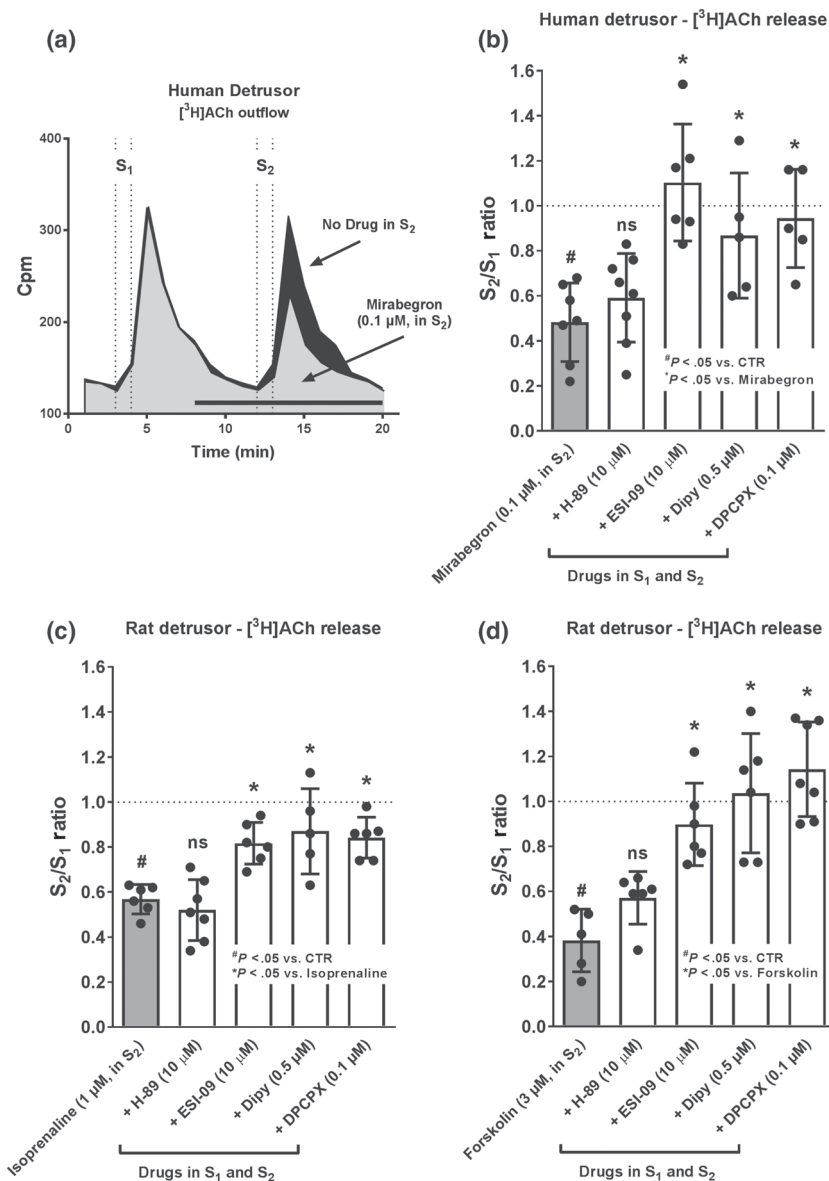 (a)
Human Detrusor
[³H]ACh outflow
400
300
200
100
Cpm
S₁
S₂
No Drug in S₂
Mirabegron
(0.1 µM, in S₂)
0
5
10
15
20
Time (min)
(b)
Human detrusor - [³H]ACh release
1.6
1.4
1.2
1.0
0.8
0.6
0.4
0.2
0.0
S₂/S₁ ratio
#
ns
*
*
*
#P < .05 vs. CTR
*P < .05 vs. Mirabegron
Mirabegron (0.1 µM, in S₂)
+ H-89 (10 µM)
+ ESI-09 (10 µM)
+ Dipy (0.5 µM)
+ DPCPX (0.1 µM)
Drugs in S₁ and S₂
(c)
Rat detrusor - [³H]ACh release
1.6
1.4
1.2
1.0
0.8
0.6
0.4
0.2
0.0
S₂/S₁ ratio
#
ns
*
*
*
#P < .05 vs. CTR
*P < .05 vs. Isoprenaline
Isoprenaline (1 µM, in S₂)
+ H-89 (10 µM)
+ ESI-09 (10 µM)
+ Dipy (0.5 µM)
+ DPCPX (0.1 µM)
Drugs in S₁ and S₂
(d)
Rat detrusor - [³H]ACh release
1.6
1.4
1.2
1.0
0.8
0.6
0.4
0.2
0.0
S₂/S₁ ratio
#
ns
*
*
*
#P < .05 vs. CTR
*P < .05 vs. Forskolin
Forskolin (3 µM, in S₂)
+ H-89 (10 µM)
+ ESI-09 (10 µM)
+ Dipy (0.5 µM)
+ DPCPX (0.1 µM)
Drugs in S₁ and S₂